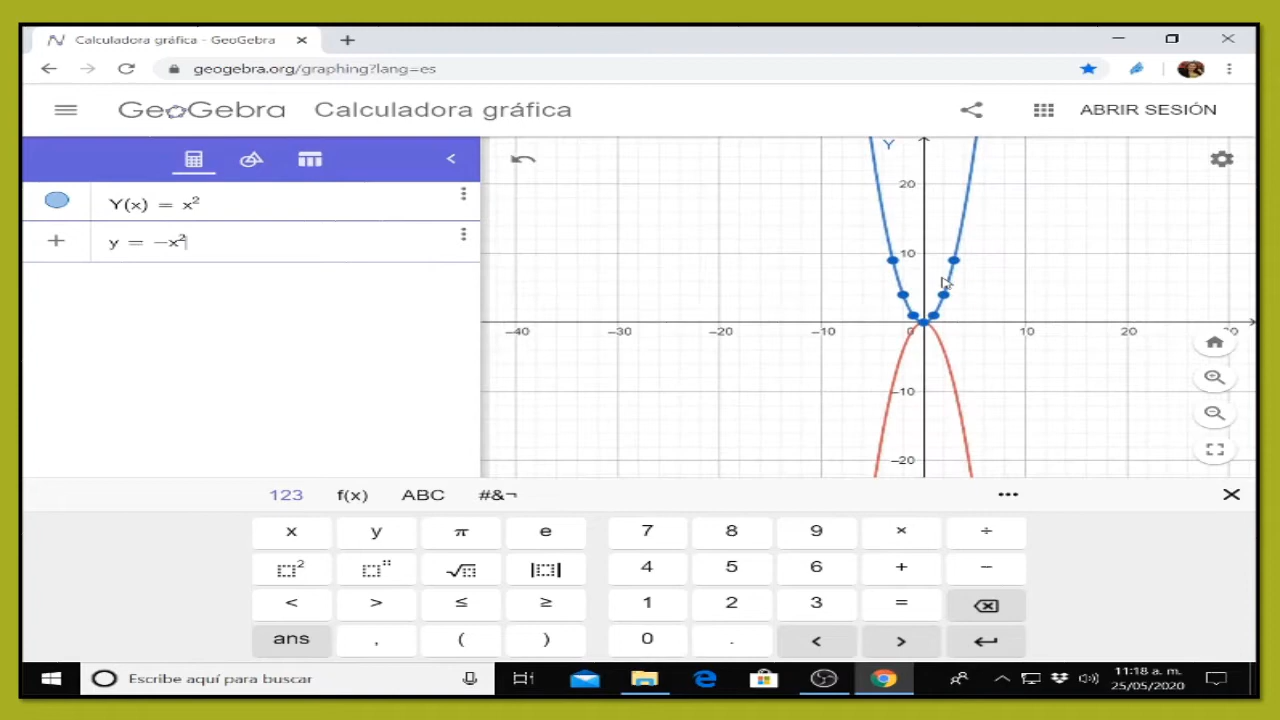 Calculadora gráfica - GeoGebra
geogebra.org/graphing?lang=es
GeoGebra Calculadora gráfica
ABRIR SESIÓN
Y(x) = x²
y = −x²
Y
20
10
−40 −30 −20 −10 0 10 20
−10
−20
123 f(x) ABC #&¬
x y π e 7 8 9 × ÷
4 5 6 + −
< > ≤ ≥ 1 2 3 =
ans , ( ) 0 . < >
Escribe aquí para buscar
11:18 a. m.
25/05/2020